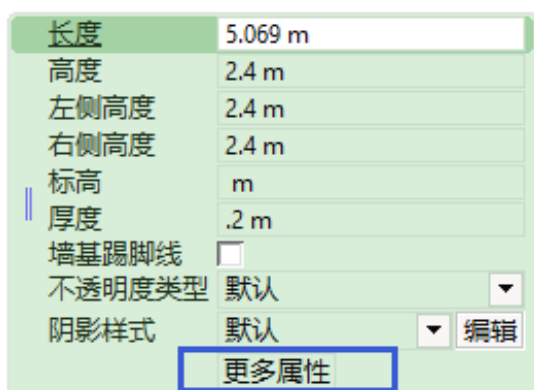 长度 5.069 m
高度 2.4 m
左侧高度 2.4 m
右侧高度 2.4 m
标高 m
厚度 .2 m
墙基踢脚线
不透明度类型 默认
阴影样式 默认 编辑
更多属性